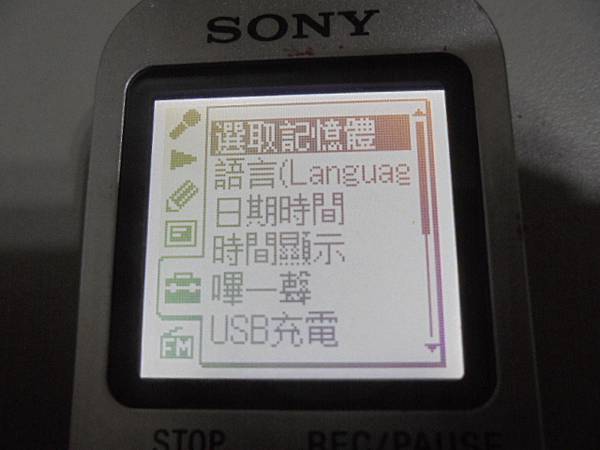 SONY
選取記憶體
語言(Languag
日期時間
時間顯示
嗶一聲
USB充電
FM
STOP REC/PAUSE